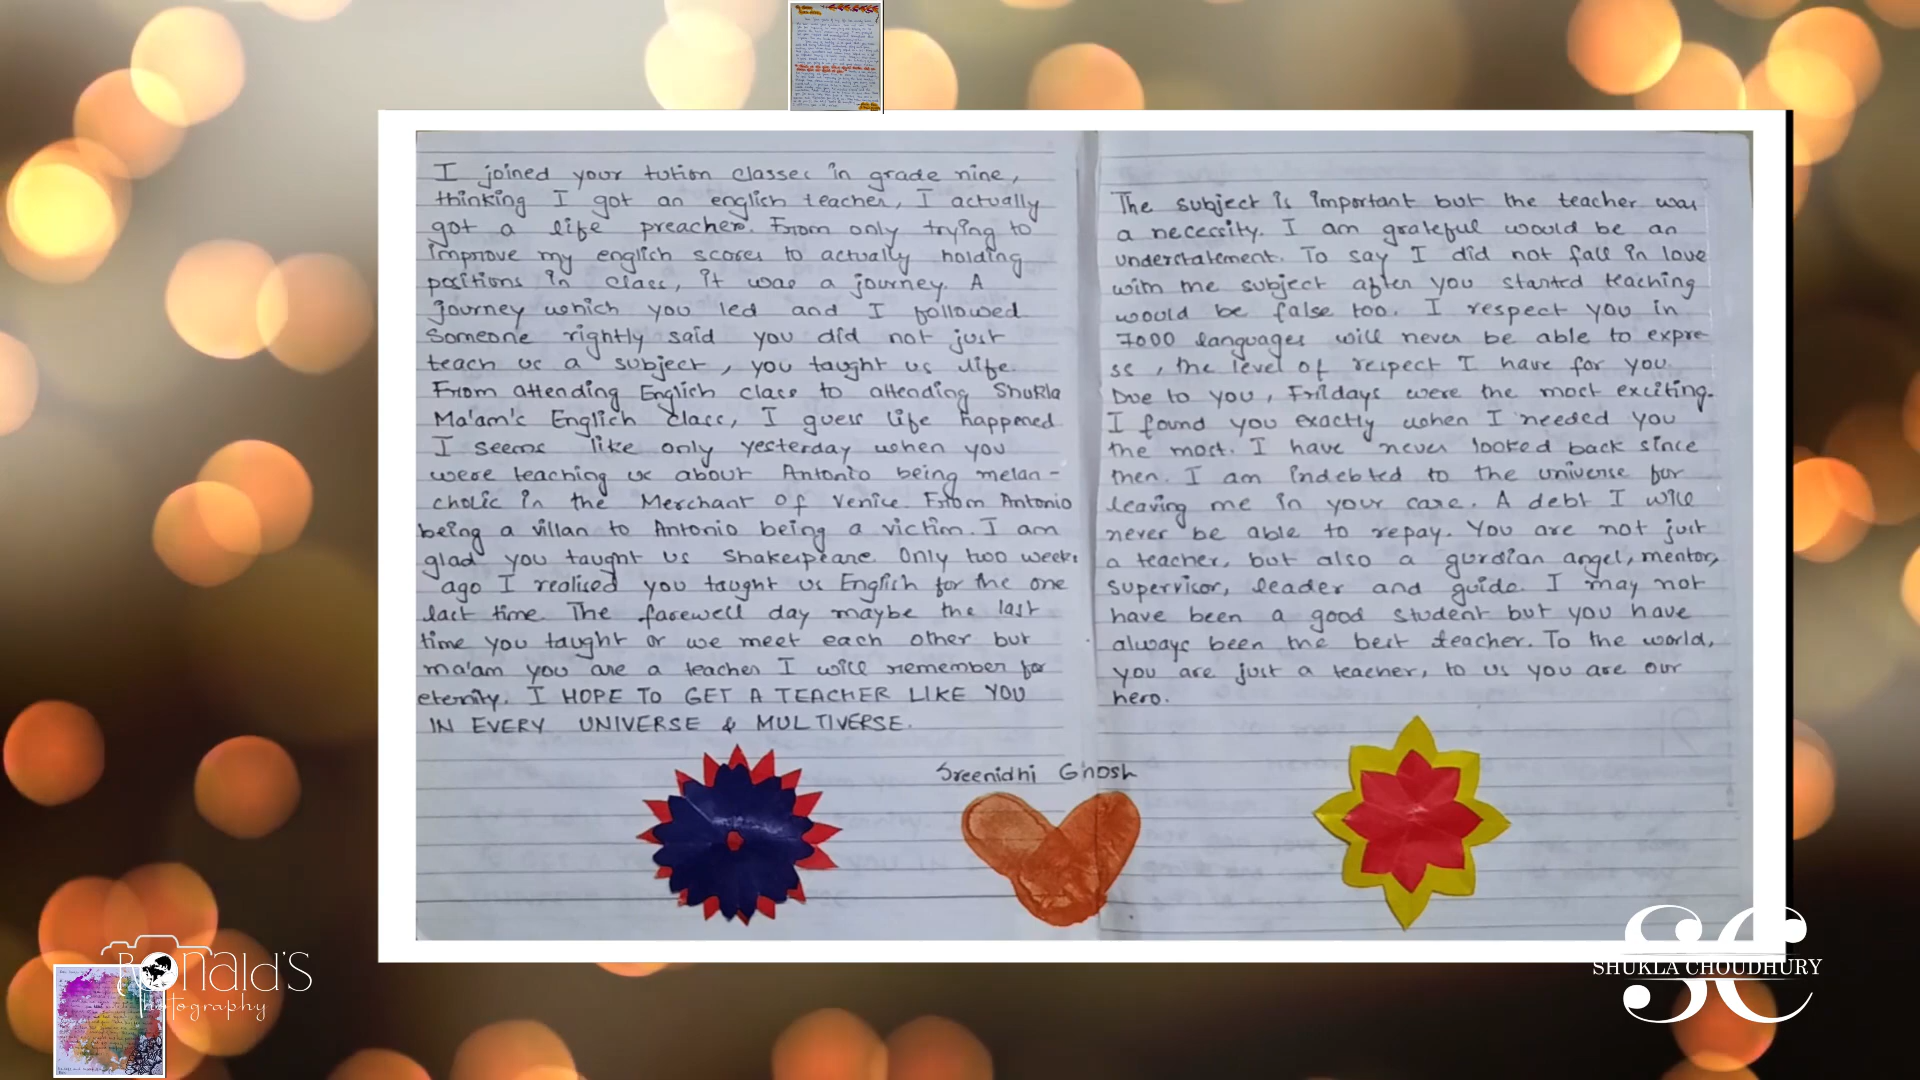 I joined your tution classes in grade nine,
thinking I got an english teacher, I actually
got a life preacher. From only trying to
improve my english scores to actually holding
positions in class, it was a journey. A
journey which you led and I followed
Someone rightly said you did not just
teach us a subject, you taught us life.
From attending English class to attending Shukla
Ma'am's English class, I guess life happened
I seems like only yesterday when you
were teaching us about Antonio being melan-
cholic in the Merchant of Venice. From Antonio
being a villan to Antonio being a victim. I am
glad you taught us Shakespeare. Only two weeks
ago I realised you taught us English for the one
last time. The farewell day maybe the last
time you taught or we meet each other but
ma'am you are a teacher I will remember for
eternity. I HOPE TO GET A TEACHER LIKE YOU
IN EVERY UNIVERSE & MULTIVERSE.
The subject is important but the teacher was
a necessity. I am grateful would be an
understatement. To say I did not fall in love
with the subject after you started teaching
would be false too. I respect you in
7000 languages will never be able to expre-
ss, the level of respect I have for you.
Due to you, Fridays were the most exciting.
I found you exactly when I needed you
the most. I have never looked back since
then. I am indebted to the universe for
leaving me in your care. A debt I will
never be able to repay. You are not just
a teacher, but also a gurdian angel, mentor,
supervisor, leader and guide. I may not
have been a good student but you have
always been the best teacher. To the world,
you are just a teacher, to us you are our
hero.
Sreenidhi Ghosh
RONALD'S
Photography
SC
SHUKLA CHOUDHURY